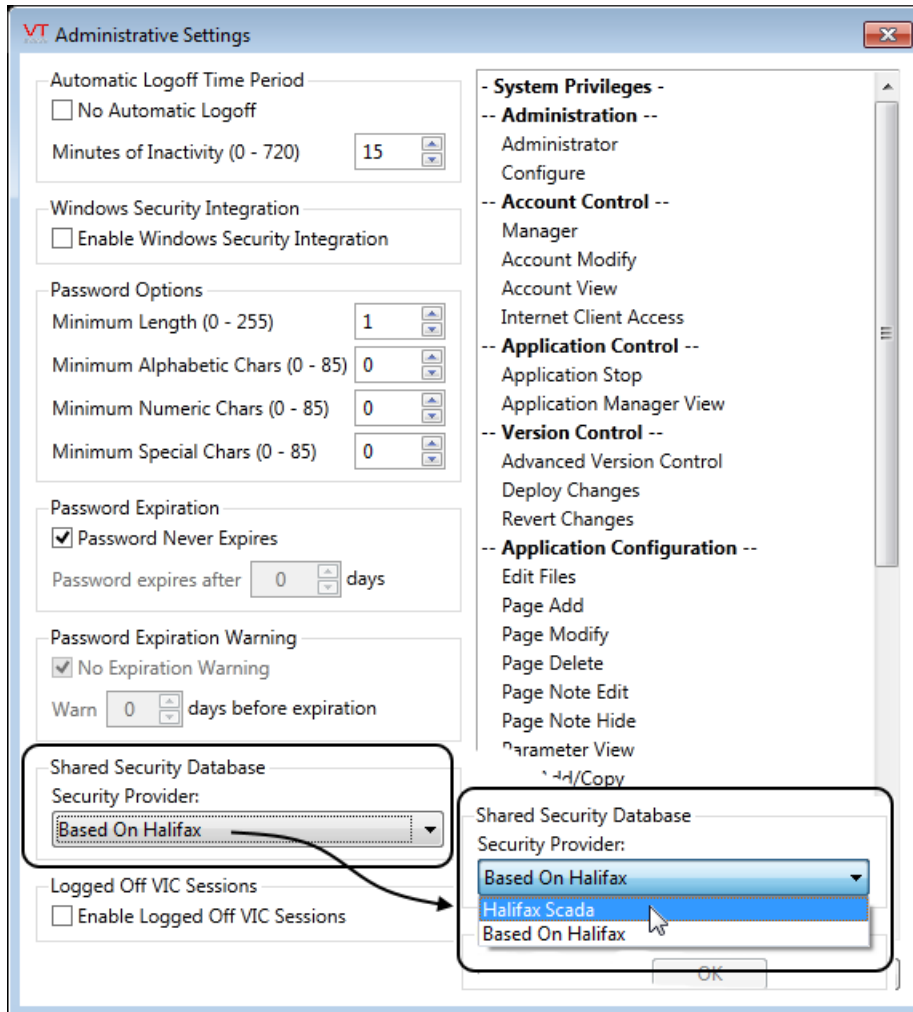 VT Administrative Settings
Automatic Logoff Time Period
No Automatic Logoff
Minutes of Inactivity (0 - 720) 15
Windows Security Integration
Enable Windows Security Integration
Password Options
Minimum Length (0 - 255) 1
Minimum Alphabetic Chars (0 - 85) 0
Minimum Numeric Chars (0 - 85) 0
Minimum Special Chars (0 - 85) 0
Password Expiration
Password Never Expires
Password expires after 0 days
Password Expiration Warning
No Expiration Warning
Warn 0 days before expiration
Shared Security Database
Security Provider:
Based On Halifax
Logged Off VIC Sessions
Enable Logged Off VIC Sessions
- System Privileges -
-- Administration --
Administrator
Configure
-- Account Control --
Manager
Account Modify
Account View
Internet Client Access
-- Application Control --
Application Stop
Application Manager View
-- Version Control --
Advanced Version Control
Deploy Changes
Revert Changes
-- Application Configuration --
Edit Files
Page Add
Page Modify
Page Delete
Page Note Edit
Page Note Hide
Parameter View
Add/Copy
Shared Security Database
Security Provider:
Based On Halifax
Halifax Scada
Based On Halifax
OK